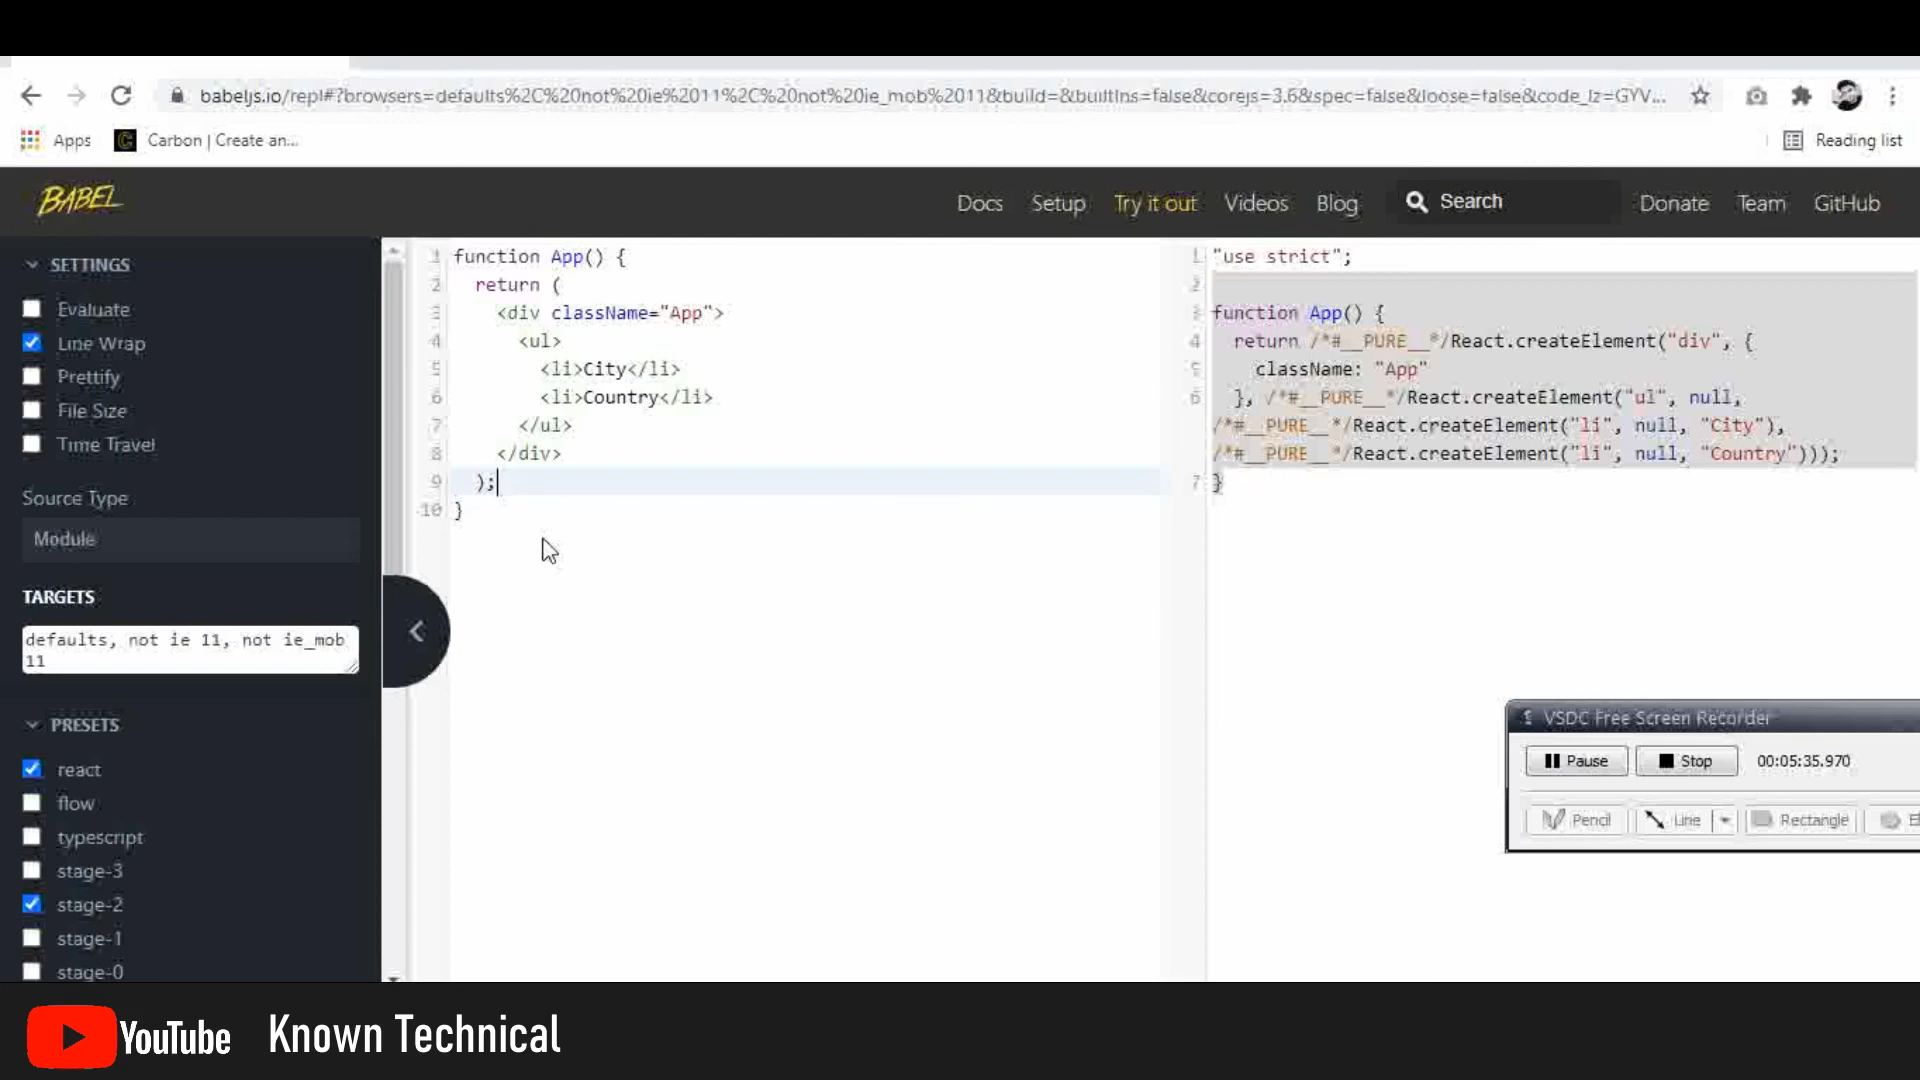 babeljs.io/repl#?browsers=defaults%2C%20not%20ie%2011%2C%20not%20ie_mob%2011&build=&builtIns=false&corejs=3.6&spec=false&loose=false&code_lz=GYV...
Apps
Carbon | Create an...
Reading list
BABEL
Docs Setup Try it out Videos Blog Search Donate Team GitHub
SETTINGS
Evaluate
Line Wrap
Prettify
File Size
Time Travel
Source Type
Module
TARGETS
defaults, not ie 11, not ie_mob
11
PRESETS
react
flow
typescript
stage-3
stage-2
stage-1
stage-0
1 function App() {
2 return (
3 <div className="App">
4 <ul>
5 <li>City</li>
6 <li>Country</li>
7 </ul>
8 </div>
9 );
10 }
1 "use strict";
2
3 function App() {
4 return /*#__PURE__*/React.createElement("div", {
5 className: "App"
6 }, /*#__PURE__*/React.createElement("ul", null,
/*#__PURE__*/React.createElement("li", null, "City"),
/*#__PURE__*/React.createElement("li", null, "Country")));
7 }
VSDC Free Screen Recorder
Pause Stop 00:05:35.970
Pencil Line Rectangle
YouTube Known Technical